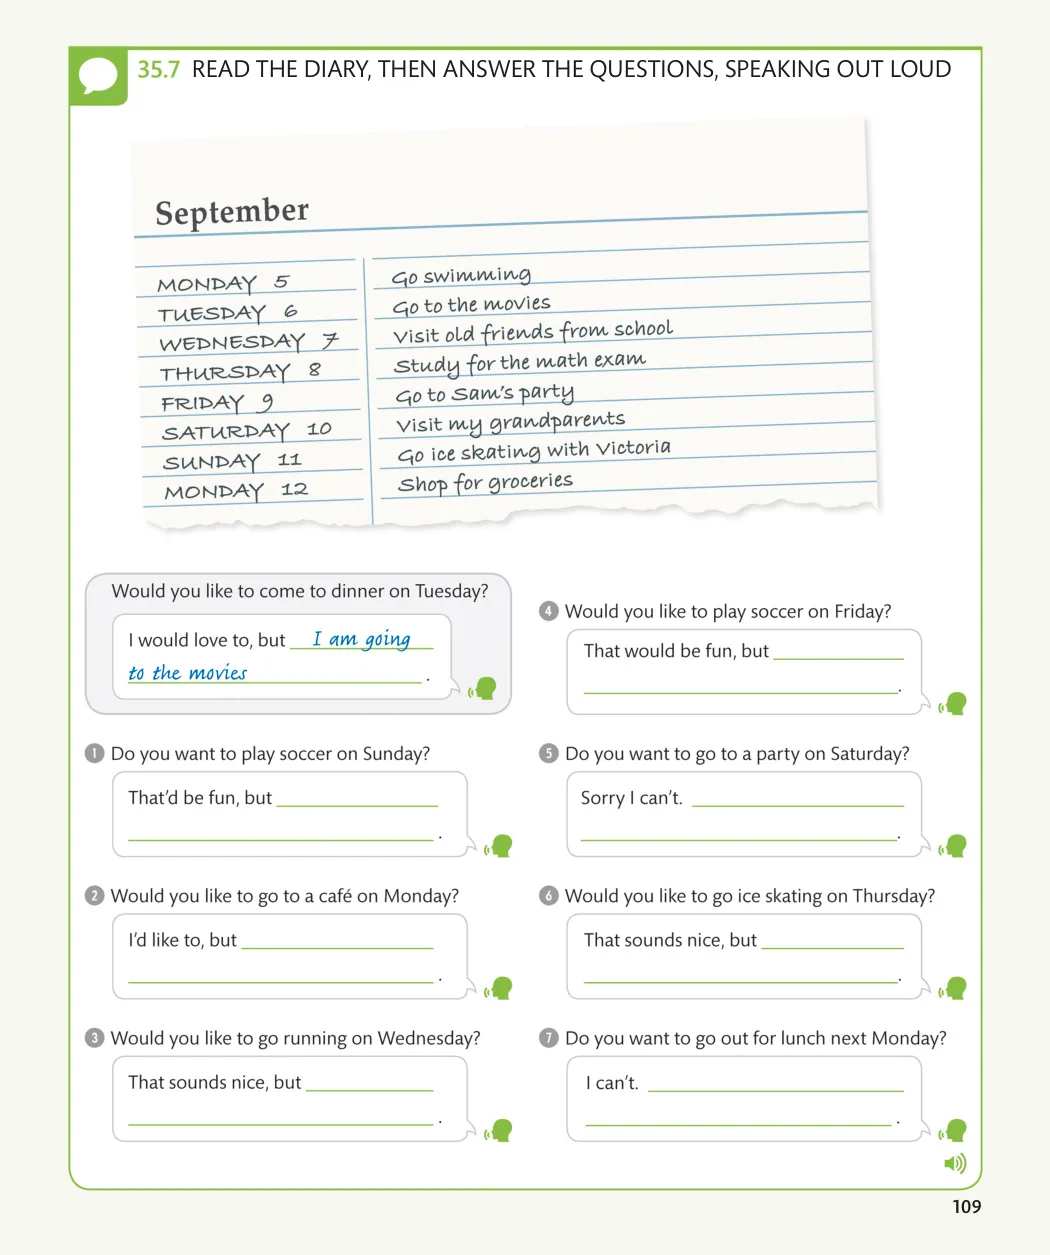 35.7 READ THE DIARY, THEN ANSWER THE QUESTIONS, SPEAKING OUT LOUD
September
MONDAY 5 Go swimming
TUESDAY 6 Go to the movies
WEDNESDAY 7 Visit old friends from school
THURSDAY 8 Study for the math exam
FRIDAY 9 Go to Sam's party
SATURDAY 10 Visit my grandparents
SUNDAY 11 Go ice skating with Victoria
MONDAY 12 Shop for groceries
Would you like to come to dinner on Tuesday?
I would love to, but I am going
to the movies.
1 Do you want to play soccer on Sunday?
That'd be fun, but
.
2 Would you like to go to a café on Monday?
I'd like to, but
.
3 Would you like to go running on Wednesday?
That sounds nice, but
.
4 Would you like to play soccer on Friday?
That would be fun, but
.
5 Do you want to go to a party on Saturday?
Sorry I can't.
.
6 Would you like to go ice skating on Thursday?
That sounds nice, but
.
7 Do you want to go out for lunch next Monday?
I can't.
.
109